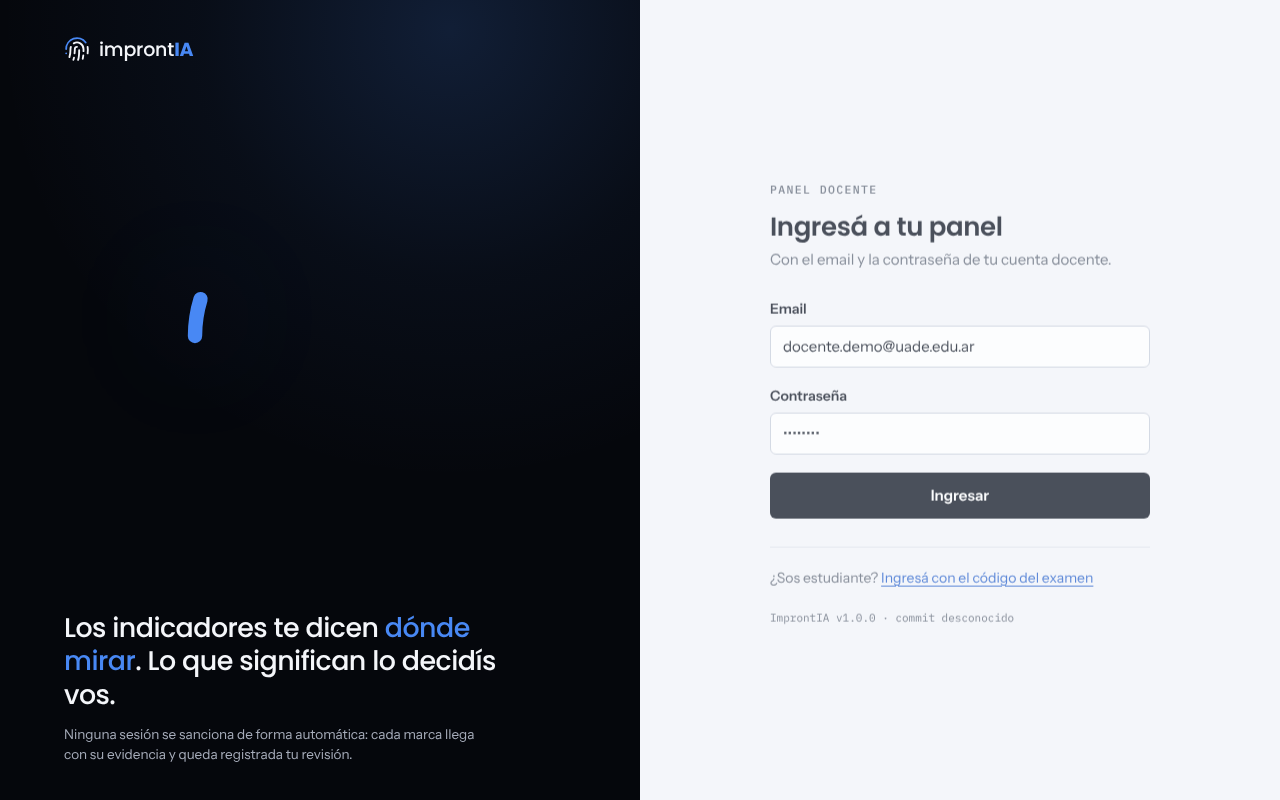 improntIA
Los indicadores te dicen dónde
mirar. Lo que significan lo decidís
vos.
Ninguna sesión se sanciona de forma automática: cada marca llega
con su evidencia y queda registrada tu revisión.
PANEL DOCENTE
Ingresá a tu panel
Con el email y la contraseña de tu cuenta docente.
Email
docente.demo@uade.edu.ar
Contraseña
••••••••
Ingresar
¿Sos estudiante? Ingresá con el código del examen
ImprontIA v1.0.0 · commit desconocido